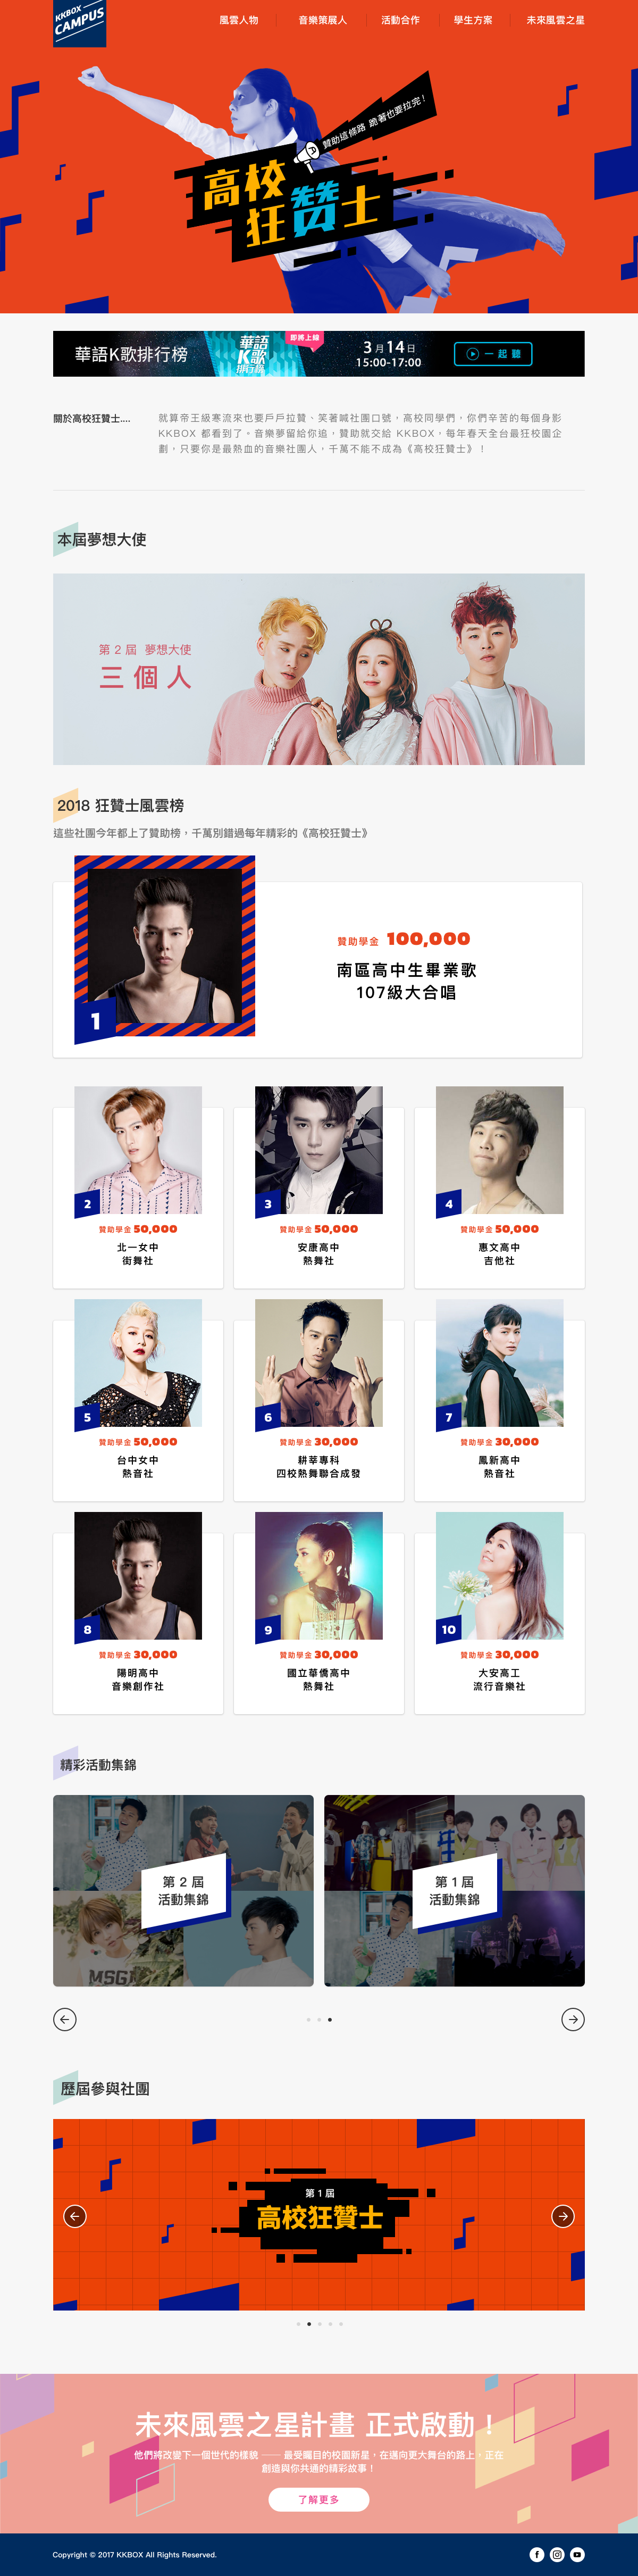 KKBOX
CAMPUS
風雲人物
音樂策展人
活動合作
學生方案
未來風雲之星
贊助這條路 跪著也要拉完！
高校
狂贊士
華語K歌排行榜
華語
K歌
排行榜
即將上線
3月14日
15:00-17:00
一起聽
關於高校狂贊士....
就算帝王級寒流來也要戶戶拉贊、笑著喊社團口號，高校同學們，你們辛苦的每個身影
KKBOX 都看到了。音樂夢留給你追，贊助就交給 KKBOX，每年春天全台最狂校園企
劃，只要你是最熱血的音樂社團人，千萬不能不成為《高校狂贊士》！
本屆夢想大使
第 2 屆 夢想大使
三個人
2018 狂贊士風雲榜
這些社團今年都上了贊助榜，千萬別錯過每年精彩的《高校狂贊士》
1
贊助學金 100,000
南區高中生畢業歌
107級大合唱
2
贊助學金 50,000
北一女中
街舞社
3
贊助學金 50,000
安康高中
熱舞社
4
贊助學金 50,000
惠文高中
吉他社
5
贊助學金 50,000
台中女中
熱音社
6
贊助學金 30,000
耕莘專科
四校熱舞聯合成發
7
贊助學金 30,000
鳳新高中
熱音社
8
贊助學金 30,000
陽明高中
音樂創作社
9
贊助學金 30,000
國立華僑高中
熱舞社
10
贊助學金 30,000
大安高工
流行音樂社
精彩活動集錦
第 2 屆
活動集錦
MSGM
第 1 屆
活動集錦
歷屆參與社團
第 1 屆
高校狂贊士
未來風雲之星計畫 正式啟動！
他們將改變下一個世代的樣貌 —— 最受矚目的校園新星，在邁向更大舞台的路上，正在
創造與你共通的精彩故事！
了解更多
Copyright © 2017 KKBOX All Rights Reserved.